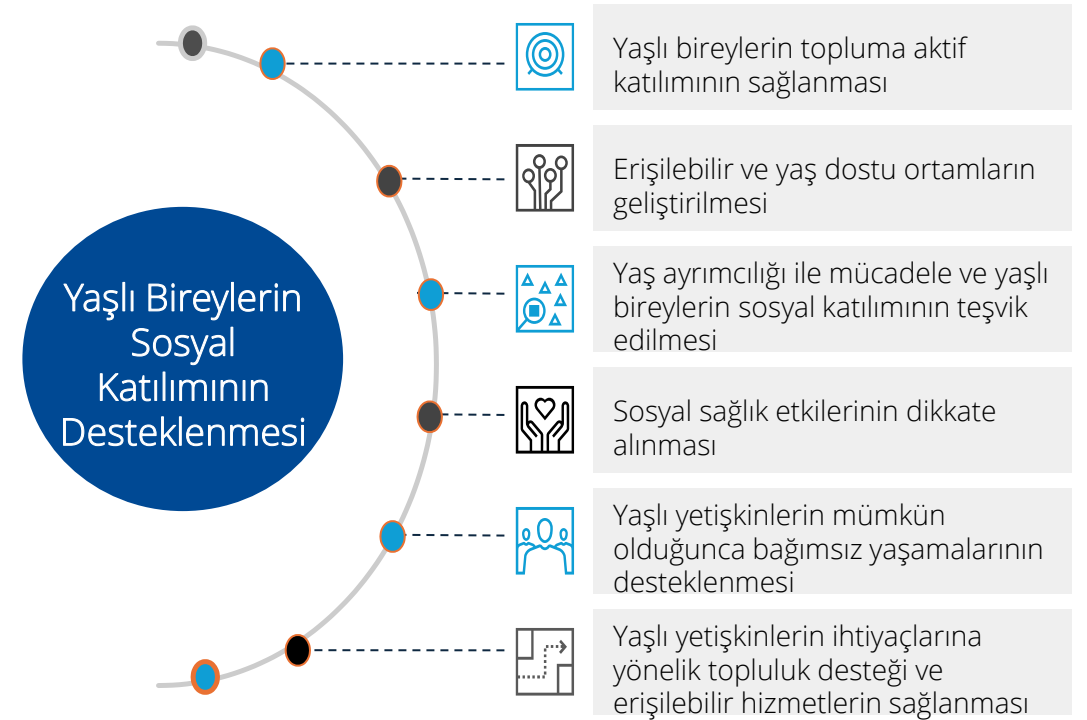 Yaşlı Bireylerin
Sosyal
Katılımının
Desteklenmesi
Yaşlı bireylerin topluma aktif
katılımının sağlanması
Erişilebilir ve yaş dostu ortamların
geliştirilmesi
Yaş ayrımcılığı ile mücadele ve yaşlı
bireylerin sosyal katılımının teşvik
edilmesi
Sosyal sağlık etkilerinin dikkate
alınması
Yaşlı yetişkinlerin mümkün
olduğunca bağımsız yaşamalarının
desteklenmesi
Yaşlı yetişkinlerin ihtiyaçlarına
yönelik topluluk desteği ve
erişilebilir hizmetlerin sağlanması